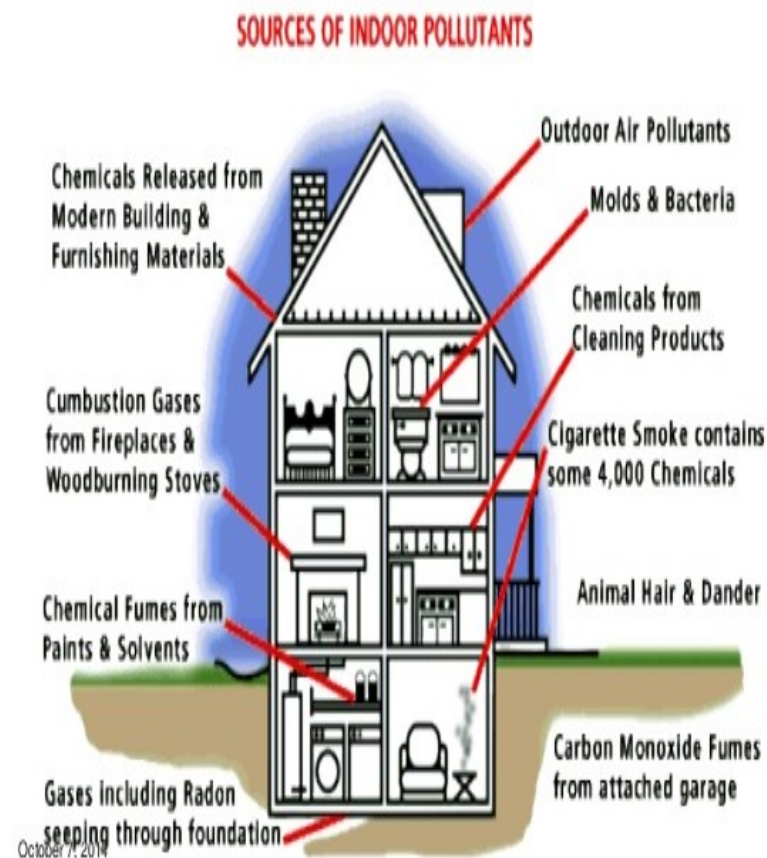 SOURCES OF INDOOR POLLUTANTS
Outdoor Air Pollutants
Chemicals Released from
Modern Building &
Furnishing Materials
Molds & Bacteria
Chemicals from
Cleaning Products
Cumbustion Gases
from Fireplaces &
Woodburning Stoves
Cigarette Smoke contains
some 4,000 Chemicals
Animal Hair & Dander
Chemical Fumes from
Paints & Solvents
Carbon Monoxide Fumes
from attached garage
Gases including Radon
seeping through foundation
October 7, 2014